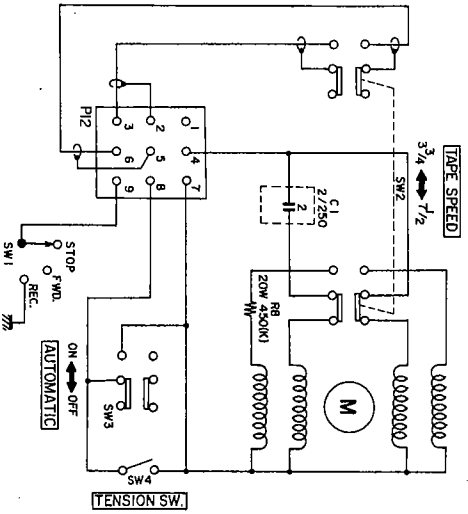 TAPE SPEED
3 3/4 ↔ 7 1/2
SW2
P12
1
2
3
4
5
6
7
8
9
C1
2/250
2
R8
20W 450(K)
M
STOP
FWD.
REC.
SW1
AUTOMATIC
ON ↔ OFF
SW3
SW4
TENSION SW.